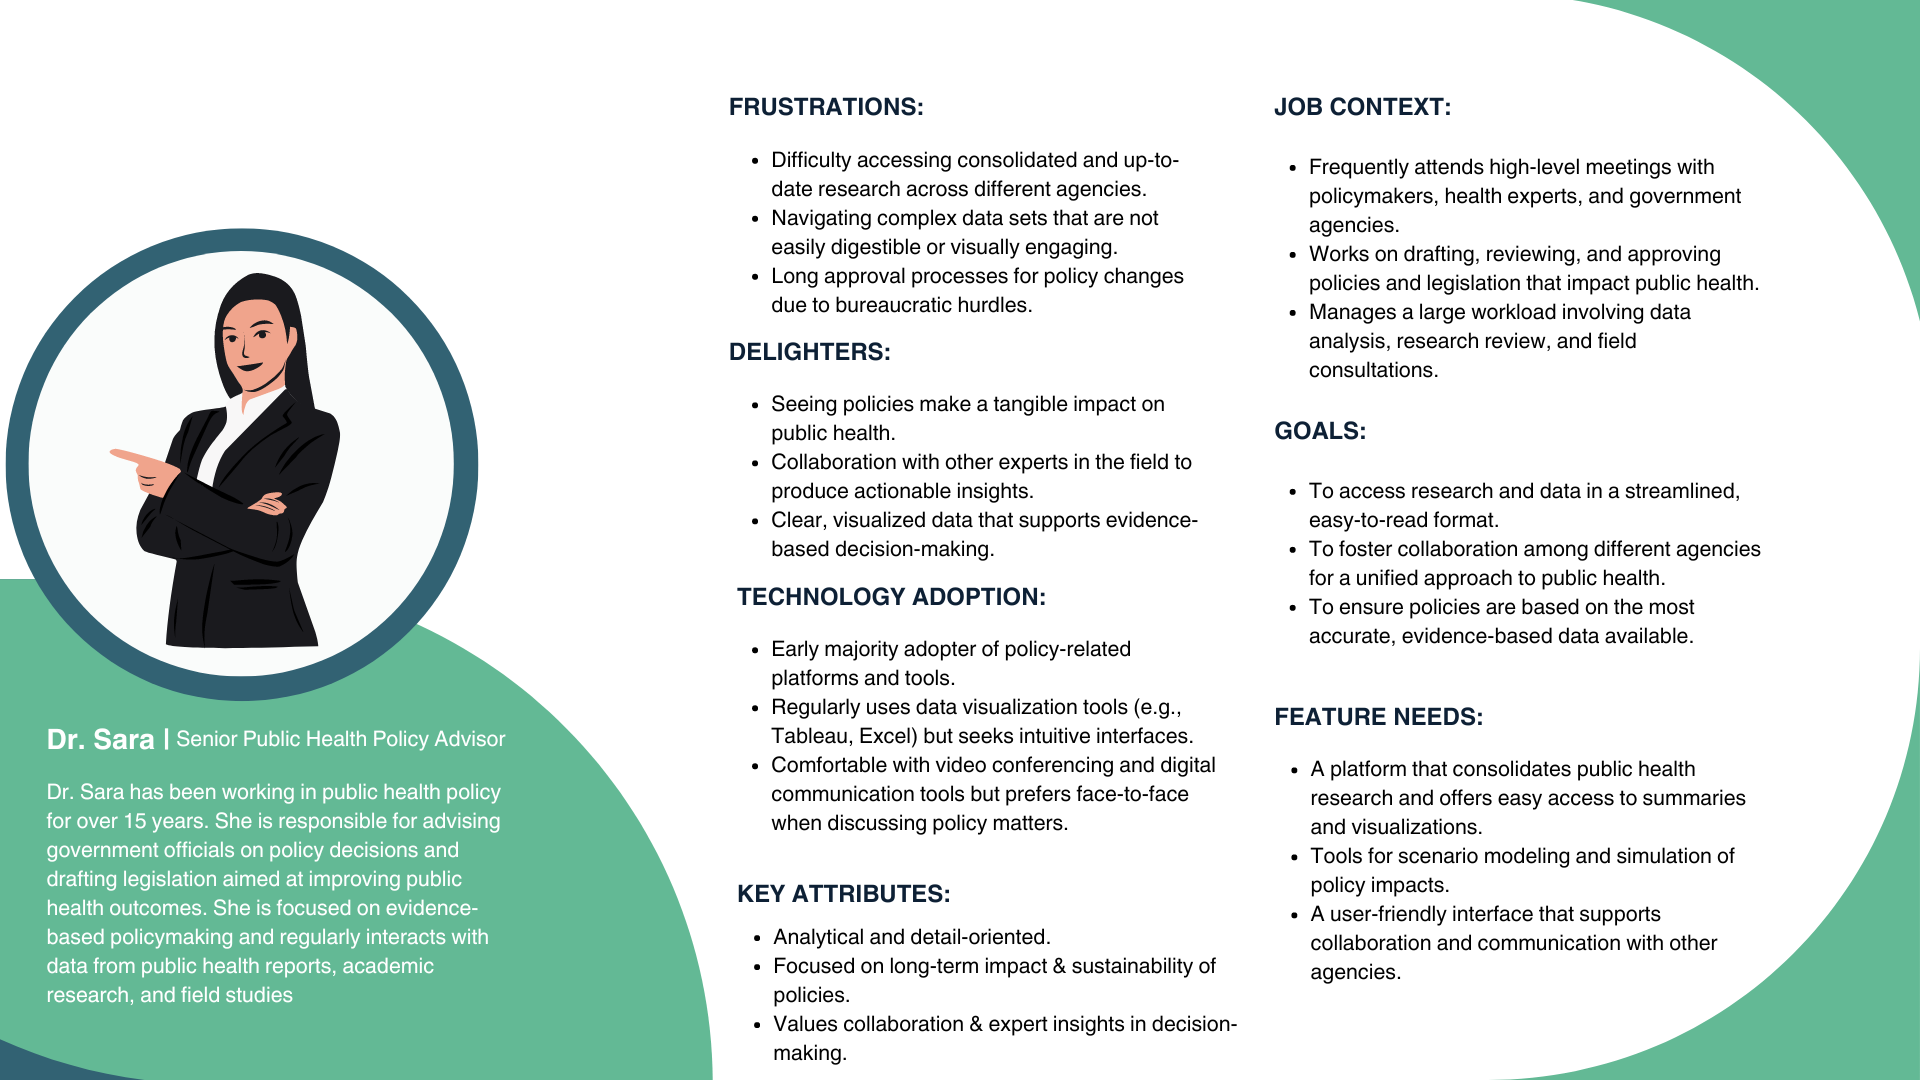 Dr. Sara | Senior Public Health Policy Advisor
Dr. Sara has been working in public health policy
for over 15 years. She is responsible for advising
government officials on policy decisions and
drafting legislation aimed at improving public
health outcomes. She is focused on evidence-
based policymaking and regularly interacts with
data from public health reports, academic
research, and field studies
FRUSTRATIONS:
• Difficulty accessing consolidated and up-to-
date research across different agencies.
• Navigating complex data sets that are not
easily digestible or visually engaging.
• Long approval processes for policy changes
due to bureaucratic hurdles.
DELIGHTERS:
• Seeing policies make a tangible impact on
public health.
• Collaboration with other experts in the field to
produce actionable insights.
• Clear, visualized data that supports evidence-
based decision-making.
TECHNOLOGY ADOPTION:
• Early majority adopter of policy-related
platforms and tools.
• Regularly uses data visualization tools (e.g.,
Tableau, Excel) but seeks intuitive interfaces.
• Comfortable with video conferencing and digital
communication tools but prefers face-to-face
when discussing policy matters.
KEY ATTRIBUTES:
• Analytical and detail-oriented.
• Focused on long-term impact & sustainability of
policies.
• Values collaboration & expert insights in decision-
making.
JOB CONTEXT:
• Frequently attends high-level meetings with
policymakers, health experts, and government
agencies.
• Works on drafting, reviewing, and approving
policies and legislation that impact public health.
• Manages a large workload involving data
analysis, research review, and field
consultations.
GOALS:
• To access research and data in a streamlined,
easy-to-read format.
• To foster collaboration among different agencies
for a unified approach to public health.
• To ensure policies are based on the most
accurate, evidence-based data available.
FEATURE NEEDS:
• A platform that consolidates public health
research and offers easy access to summaries
and visualizations.
• Tools for scenario modeling and simulation of
policy impacts.
• A user-friendly interface that supports
collaboration and communication with other
agencies.